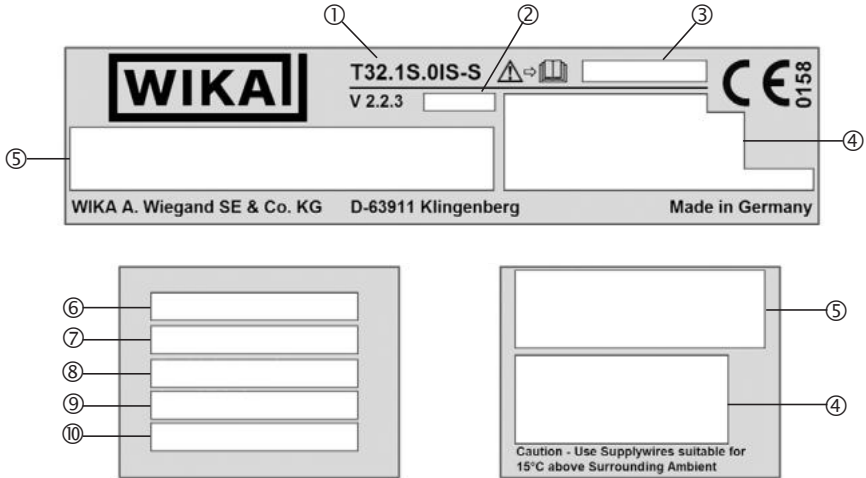 ① ② ③
WIKA T32.1S.0IS-S CE 0158
V 2.2.3
⑤ ④
WIKA A. Wiegand SE & Co. KG D-63911 Klingenberg Made in Germany
⑥ ⑤
⑦
⑧
⑨ ④
⑩
Caution - Use Supplywires suitable for
15°C above Surrounding Ambient